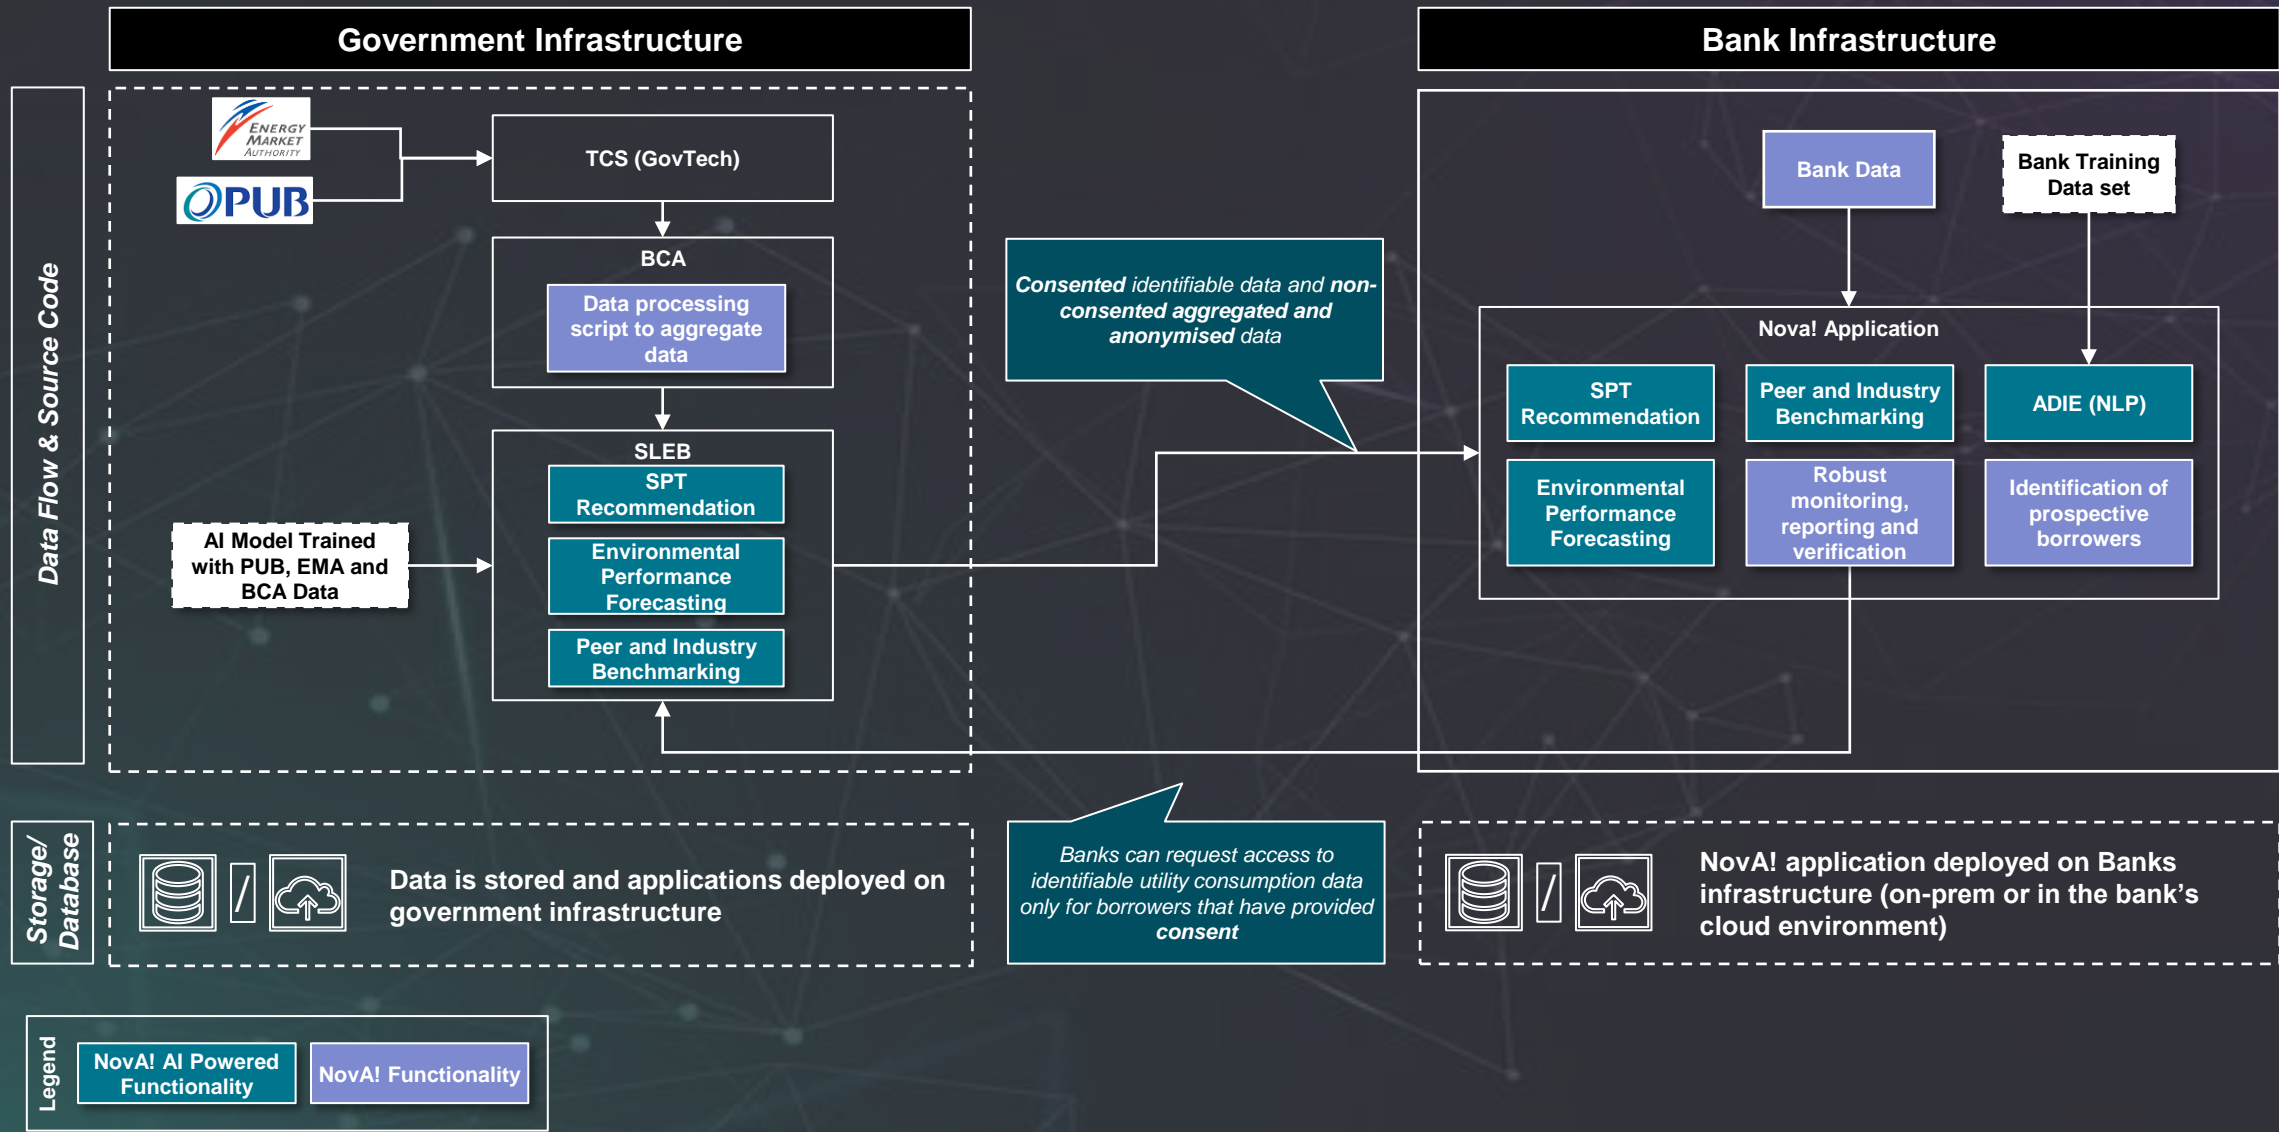 Government Infrastructure
Bank Infrastructure
Data Flow & Source Code
ENERGY
MARKET
AUTHORITY
PUB
TCS (GovTech)
BCA
Data processing
script to aggregate
data
SLEB
SPT
Recommendation
Environmental
Performance
Forecasting
Peer and Industry
Benchmarking
AI Model Trained
with PUB, EMA and
BCA Data
Consented identifiable data and non-
consented aggregated and
anonymised data
Bank Data
Bank Training
Data set
Nova! Application
SPT
Recommendation
Peer and Industry
Benchmarking
ADIE (NLP)
Environmental
Performance
Forecasting
Robust
monitoring,
reporting and
verification
Identification of
prospective
borrowers
Storage/
Database
/
Data is stored and applications deployed on
government infrastructure
Banks can request access to
identifiable utility consumption data
only for borrowers that have provided
consent
/
NovA! application deployed on Banks
infrastructure (on-prem or in the bank's
cloud environment)
Legend
NovA! AI Powered
Functionality
NovA! Functionality